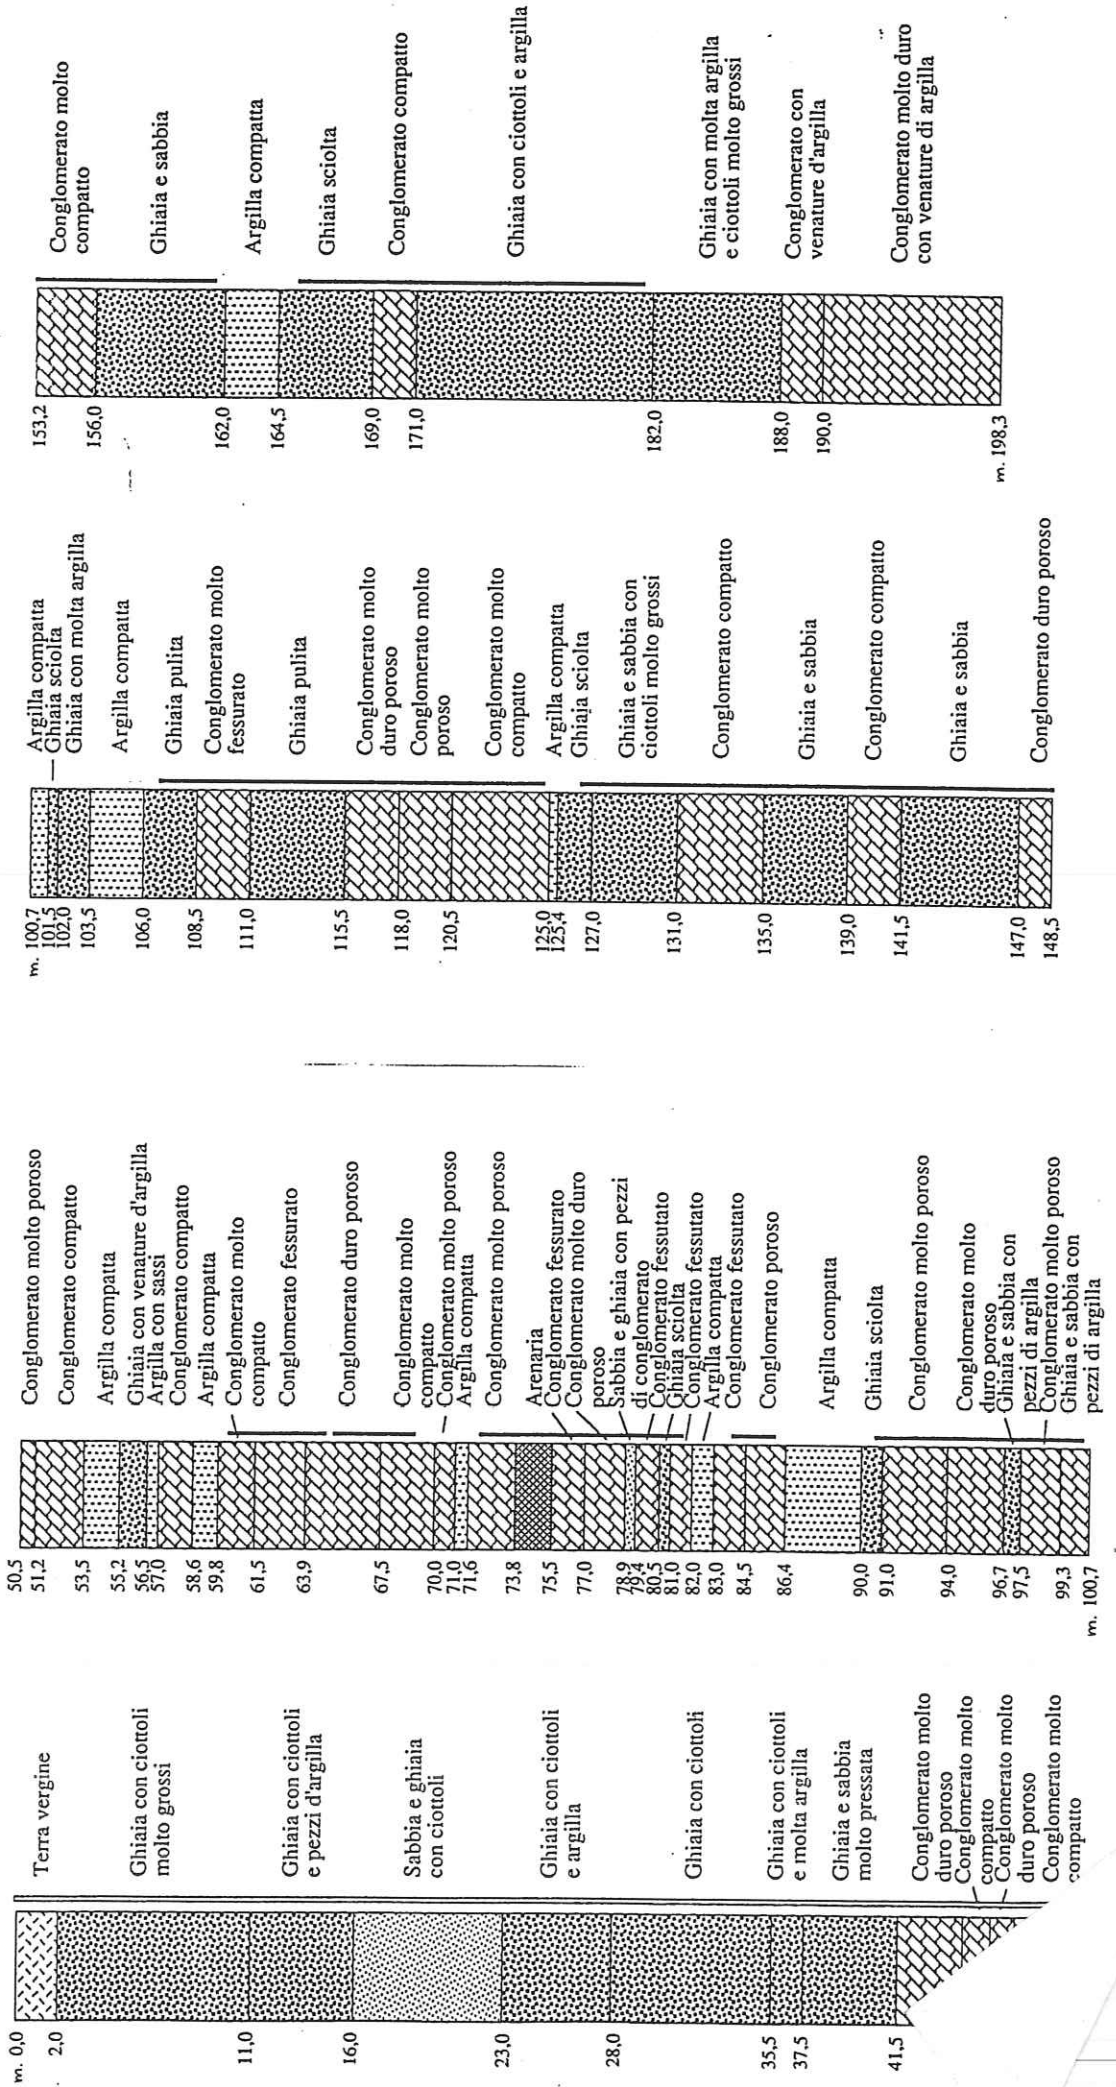 m. 0,0
2,0
11,0
16,0
23,0
28,0
35,5
37,5
41,5
Terra vergine
Ghiaia con ciottoli
molto grossi
Ghiaia con ciottoli
e pezzi d'argilla
Sabbia e ghiaia
con ciottoli
Ghiaia con ciottoli
e argilla
Ghiaia con ciottoli
Ghiaia con ciottoli
e molta argilla
Ghiaia e sabbia
molto pressata
Conglomerato molto
duro poroso
Conglomerato molto
compatto
Conglomerato molto
duro poroso
Conglomerato molto
compatto
50,5
51,2
53,5
55,2
56,5
57,0
58,6
59,8
61,5
63,9
67,5
70,0
71,0
71,6
73,8
75,5
77,0
78,9
79,4
80,5
81,0
82,0
83,0
84,5
86,4
90,0
91,0
94,0
96,7
97,5
99,3
m. 100,7
Conglomerato molto poroso
Conglomerato compatto
Argilla compatta
Ghiaia con venature d'argilla
Argilla con sassi
Conglomerato compatto
Argilla compatta
Conglomerato molto
compatto
Conglomerato fessurato
Conglomerato duro poroso
Conglomerato molto
compatto
Conglomerato molto poroso
Argilla compatta
Conglomerato molto poroso
Arenaria
Conglomerato fessurato
Conglomerato molto duro
poroso
Sabbia e ghiaia con pezzi
di conglomerato
Conglomerato fessutato
Ghiaia sciolta
Conglomerato fessutato
Argilla compatta
Conglomerato fessutato
Conglomerato poroso
Argilla compatta
Ghiaia sciolta
Conglomerato molto poroso
Conglomerato molto
duro poroso
Ghiaia e sabbia con
pezzi di argilla
Conglomerato molto poroso
Ghiaia e sabbia con
pezzi di argilla
m. 100,7
101,5
102,0
103,5
106,0
108,5
111,0
115,5
118,0
120,5
125,0
125,4
127,0
131,0
135,0
139,0
141,5
147,0
148,5
Argilla compatta
Ghiaia sciolta
Ghiaia con molta argilla
Argilla compatta
Ghiaia pulita
Conglomerato molto
fessurato
Ghiaia pulita
Conglomerato molto
duro poroso
Conglomerato molto
poroso
Conglomerato molto
compatto
Argilla compatta
Ghiaia sciolta
Ghiaia e sabbia con
ciottoli molto grossi
Conglomerato compatto
Ghiaia e sabbia
Conglomerato compatto
Ghiaia e sabbia
Conglomerato duro poroso
153,2
156,0
162,0
164,5
169,0
171,0
182,0
188,0
190,0
m. 198,3
Conglomerato molto
compatto
Ghiaia e sabbia
Argilla compatta
Ghiaia sciolta
Conglomerato compatto
Ghiaia con ciottoli e argilla
Ghiaia con molta argilla
e ciottoli molto grossi
Conglomerato con
venature d'argilla
Conglomerato molto duro
con venature di argilla